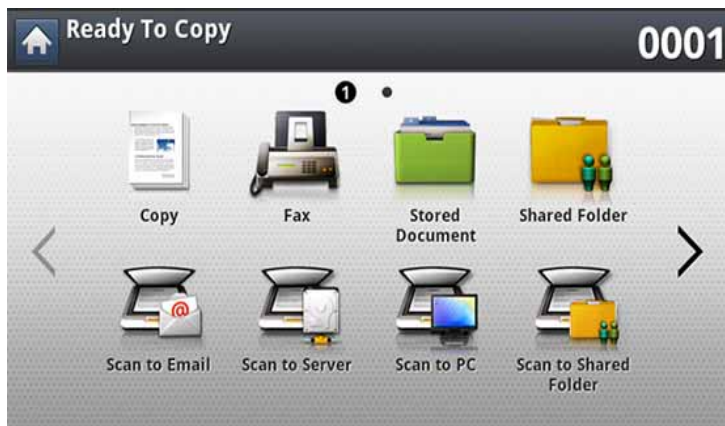 Ready To Copy
0001
1
Copy
Fax
Stored
Document
Shared Folder
@
Scan to Email
Scan to Server
Scan to PC
Scan to Shared
Folder